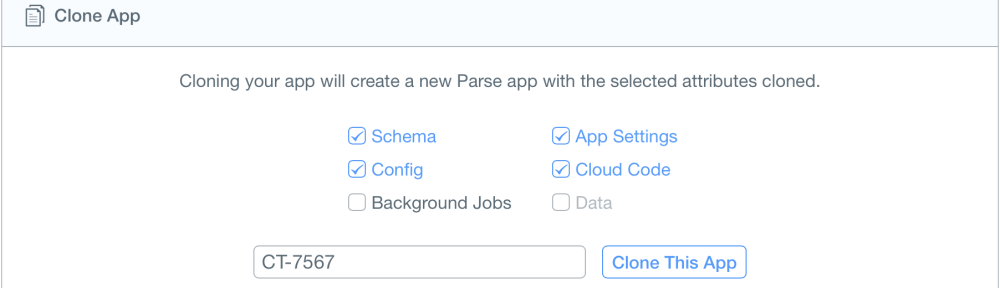 Clone App
Cloning your app will create a new Parse app with the selected attributes cloned.
Schema App Settings
Config Cloud Code
Background Jobs Data
CT-7567 Clone This App